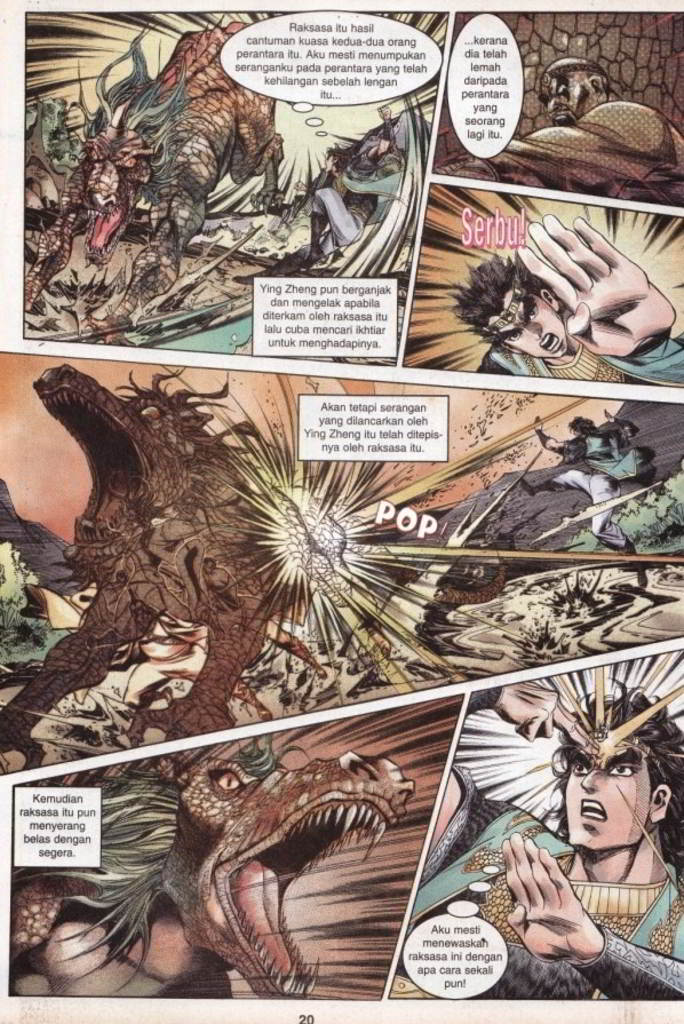 Raksasa itu hasil
cantuman kuasa kedua-dua orang
perantara itu. Aku mesti menumpukan
seranganku pada perantara yang telah
kehilangan sebelah lengan
itu...
...kerana
dia telah
lemah
daripada
perantara
yang
seorang
lagi itu.
Ying Zheng pun berganjak
dan mengelak apabila
diterkam oleh raksasa itu
lalu cuba mencari ikhtiar
untuk menghadapinya.
Serbu!
Akan tetapi serangan
yang dilancarkan oleh
Ying Zheng itu telah ditepis-
nya oleh raksasa itu.
POP!
Kemudian
raksasa itu pun
menyerang
belas dengan
segera.
Aku mesti
menewaskan
raksasa ini dengan
apa cara sekali
pun!
20